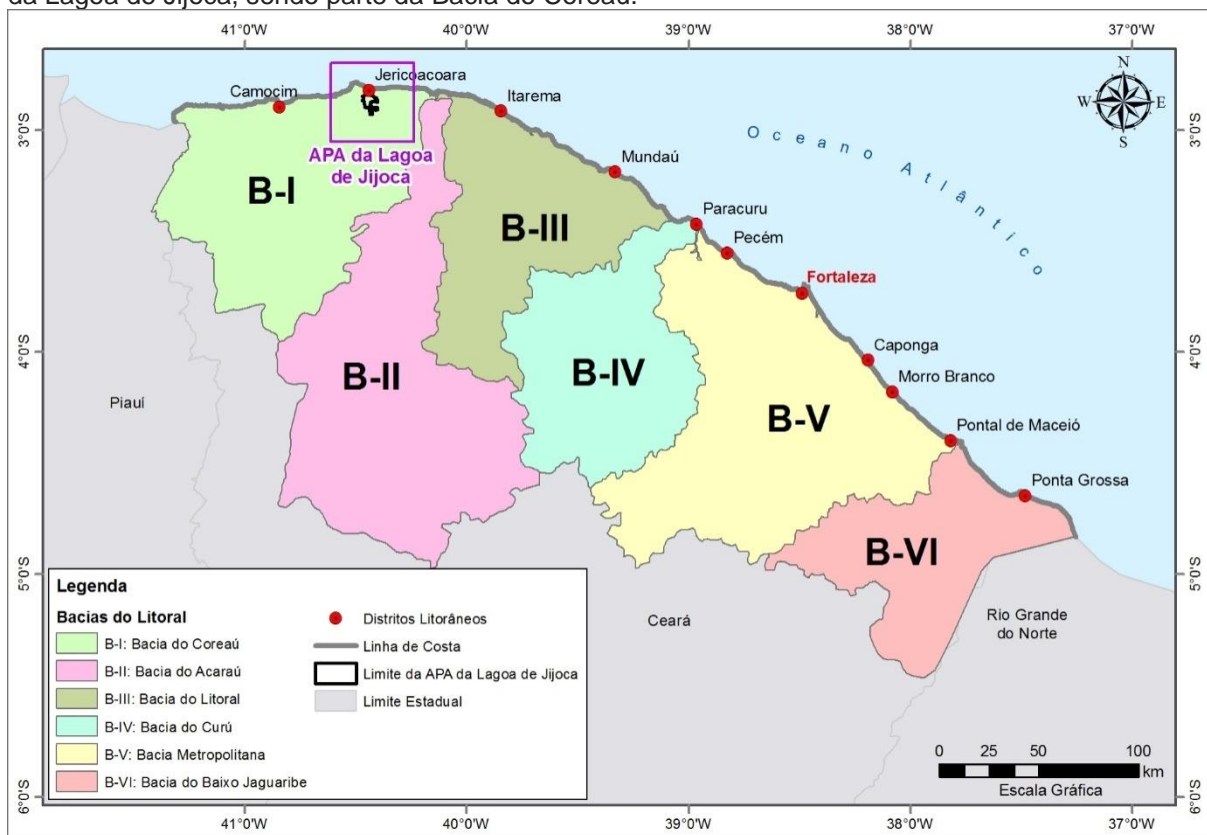 da Lagoa de Jijoca, sendo parte da Bacia do Coreaú.
41°0'W 40°0'W 39°0'W 38°0'W 37°0'W
Jericoacoara
Camocim
Itarema
N
W E
S
3°0'S 3°0'S
APA da Lagoa
de Jijoca
Oceano Atlântico
Mundaú
B-I
B-III
Paracuru
Pecém
Fortaleza
4°0'S 4°0'S
Caponga
B-II
B-IV
Morro Branco
Piauí
B-V
Pontal de Maceió
Ponta Grossa
B-VI
5°0'S 5°0'S
Legenda
Bacias do Litoral
B-I: Bacia do Coreaú
B-II: Bacia do Acaraú
B-III: Bacia do Litoral
B-IV: Bacia do Curú
B-V: Bacia Metropolitana
B-VI: Bacia do Baixo Jaguaribe
Distritos Litorâneos
Linha de Costa
Limite da APA da Lagoa de Jijoca
Limite Estadual
Ceará
Rio Grande
do Norte
0 25 50 100
km
Escala Gráfica
6°0'S 6°0'S
41°0'W 40°0'W 39°0'W 38°0'W 37°0'W